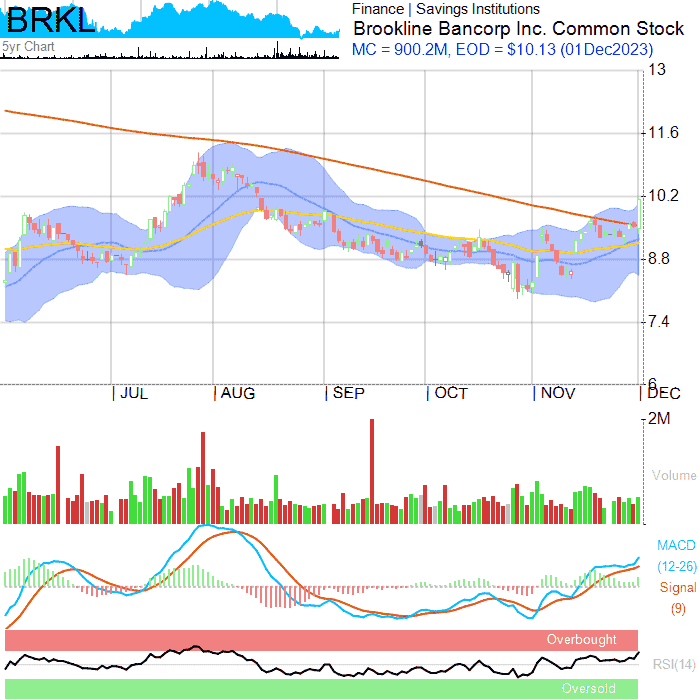 BRKL
5yr Chart
Finance | Savings Institutions
Brookline Bancorp Inc. Common Stock
MC = 900.2M, EOD = $10.13 (01Dec2023)
13
11.6
10.2
8.8
7.4
6
JUL AUG SEP OCT NOV DEC
2M
Volume
MACD
(12-26)
Signal
(9)
Overbought
RSI(14)
Oversold